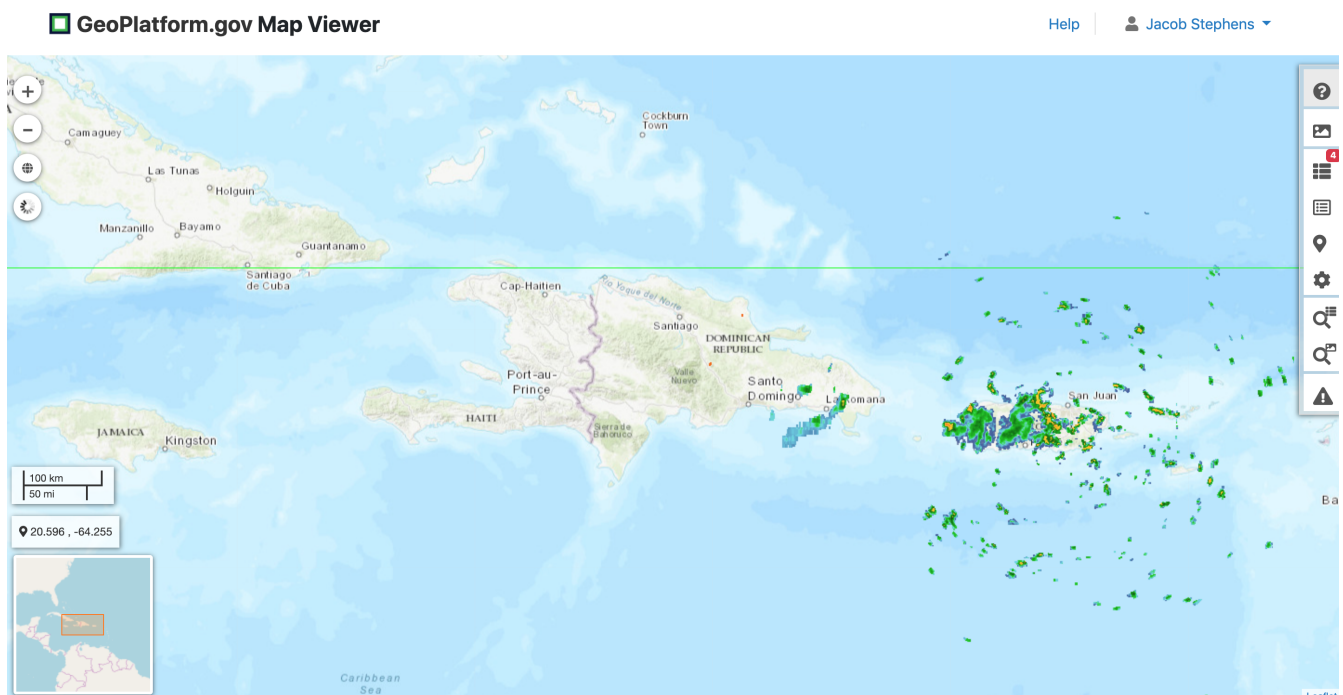 GeoPlatform.gov Map Viewer
Help
Jacob Stephens
4
Cockburn
Town
Camaguey
Las Tunas
Holguin
Manzanillo
Bayamo
Guantanamo
Santiago
de Cuba
Cap-Haitien
Rio Yaque del Norte
Santiago
DOMINICAN
REPUBLIC
Port-au-
Prince
Valle
Nuevo
Santo
Domingo
La Romana
San Juan
HAITI
Sierra de
Bahoruco
JAMAICA
Kingston
100 km
50 mi
Ba
20.596 , -64.255
Caribbean
Sea